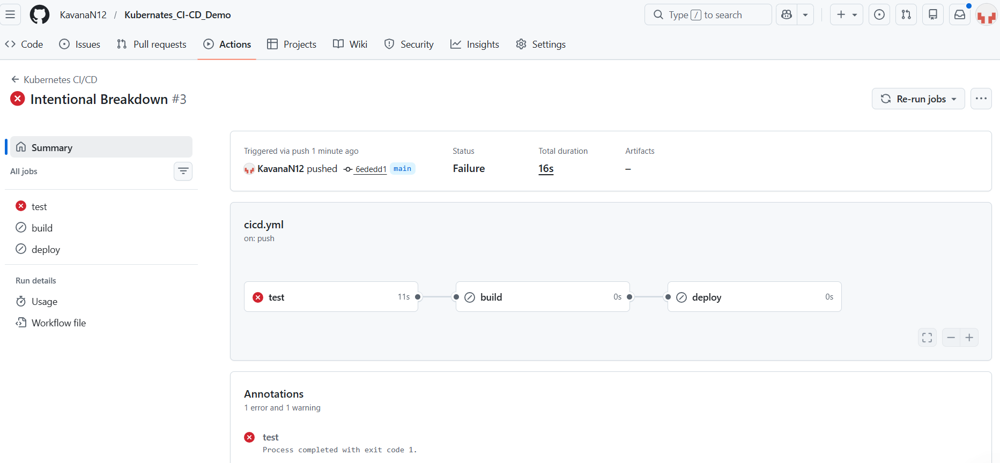 KavanaN12 / Kubernates_CI-CD_Demo
Type / to search
Code Issues Pull requests Actions Projects Wiki Security Insights Settings
Kubernetes CI/CD
Intentional Breakdown #3
Re-run jobs
Summary
All jobs
test
build
deploy
Run details
Usage
Workflow file
Triggered via push 1 minute ago
KavanaN12 pushed 6ededd1 main
Status
Failure
Total duration
16s
Artifacts
–
cicd.yml
on: push
test 11s
build 0s
deploy 0s
Annotations
1 error and 1 warning
test
Process completed with exit code 1.